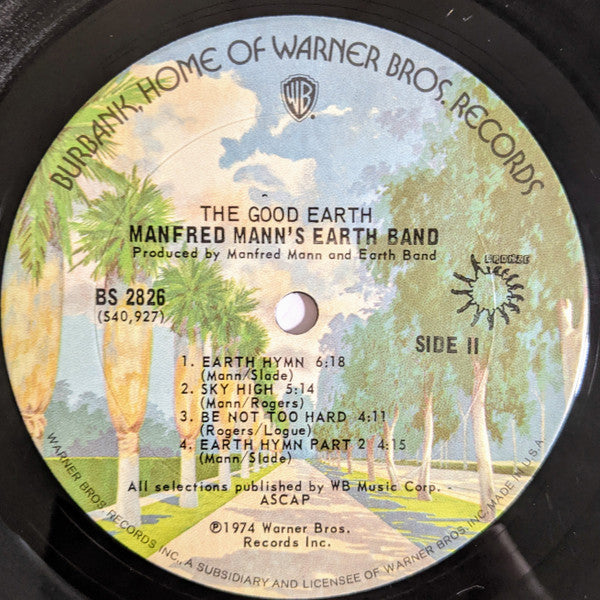 BURBANK, HOME OF WARNER BROS. RECORDS
WB
THE GOOD EARTH
MANFRED MANN'S EARTH BAND
Produced by Manfred Mann and Earth Band
BRONZE
BS 2826
(S40,927)
SIDE II
1. EARTH HYMN 6:18
(Mann/Slade)
2. SKY HIGH 5:14
(Mann/Rogers)
3. BE NOT TOO HARD 4:11
(Rogers/Logue)
4. EARTH HYMN PART 2 4:15
(Mann/Slade)
All selections published by WB Music Corp. -
ASCAP
℗1974 Warner Bros.
Records Inc.
WARNER BROS. RECORDS INC., A SUBSIDIARY AND LICENSEE OF WARNER BROS. INC. MADE IN U.S.A.